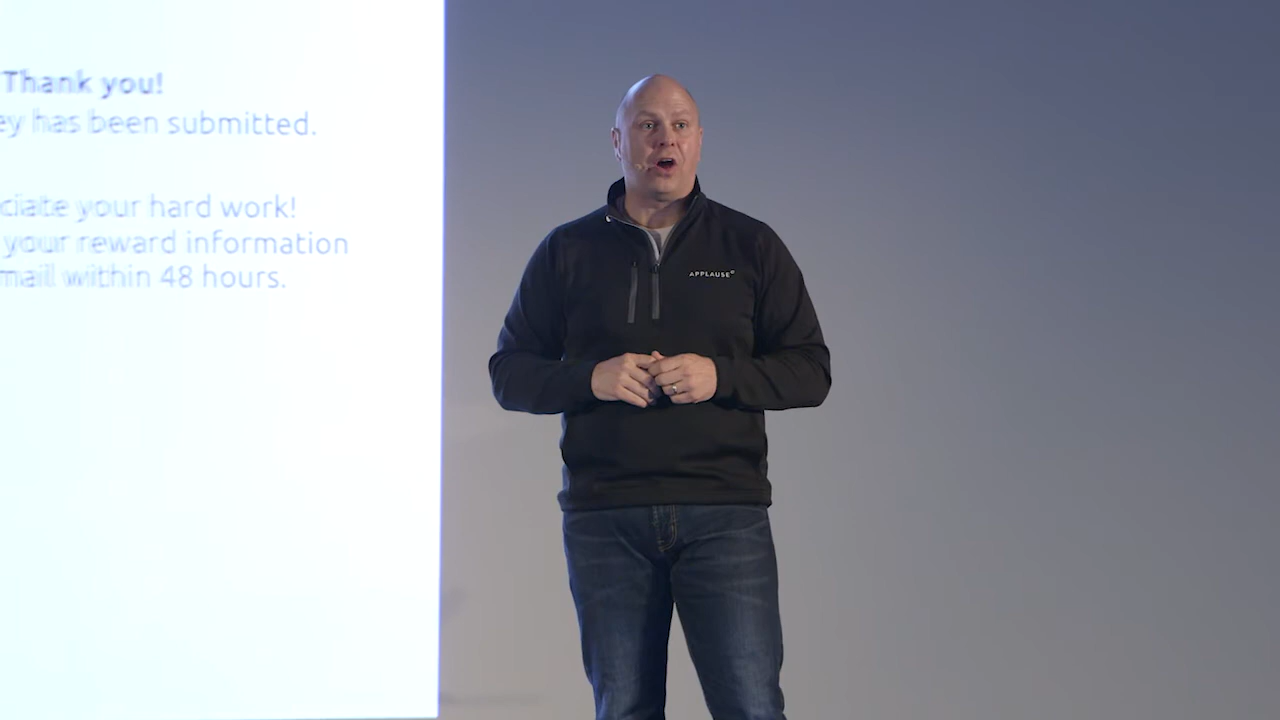 Thank you!
ey has been submitted.
ciate your hard work!
your reward information
mail within 48 hours.
APPLAUSE